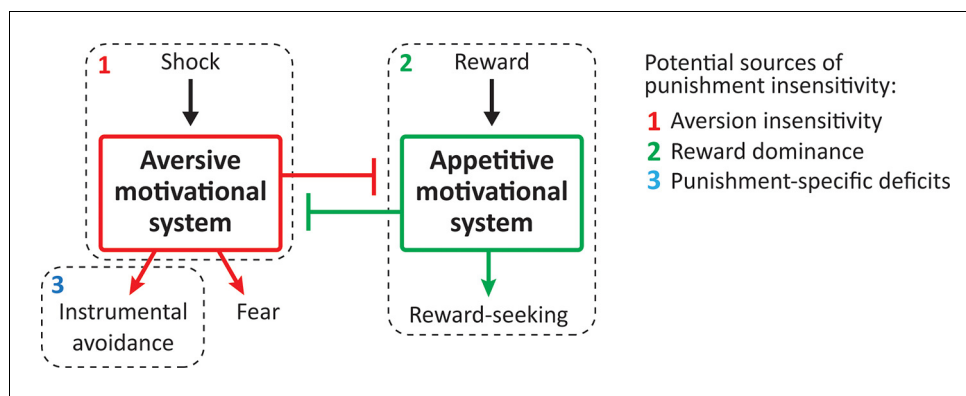 1
Shock
Aversive
motivational
system
3
Instrumental
avoidance
Fear
2
Reward
Appetitive
motivational
system
Reward-seeking
Potential sources of
punishment insensitivity:
1 Aversion insensitivity
2 Reward dominance
3 Punishment-specific deficits